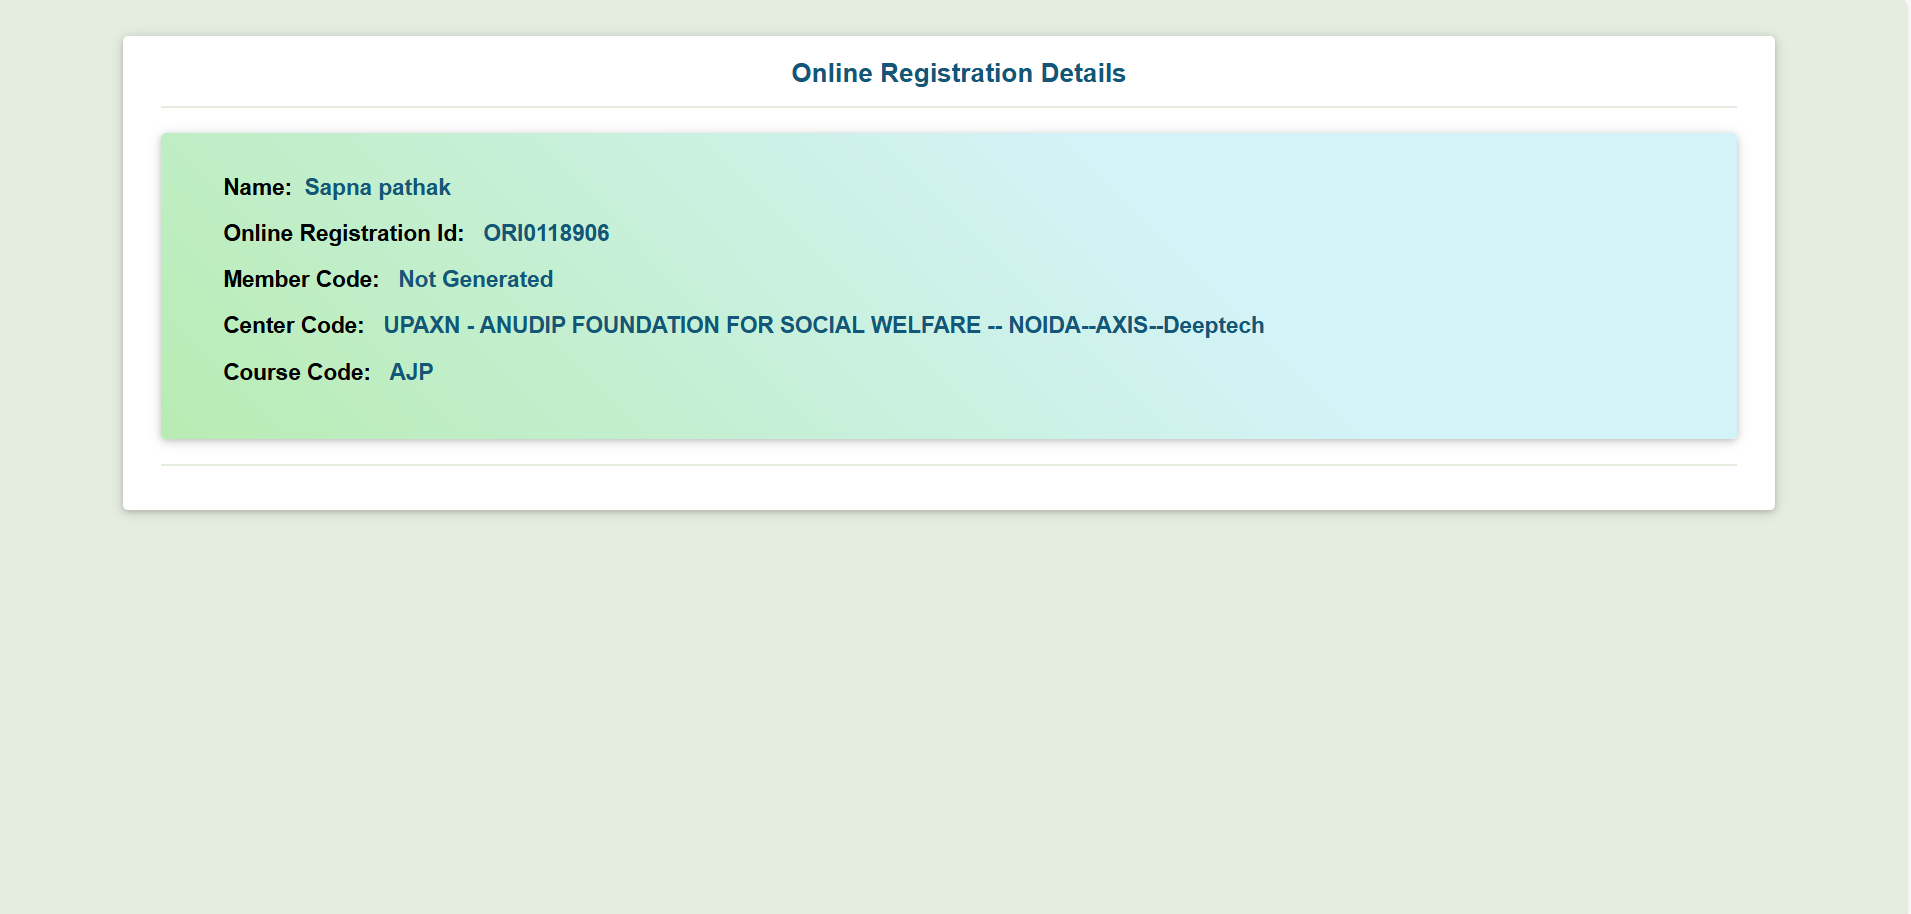 Online Registration Details
Name: Sapna pathak
Online Registration Id: ORI0118906
Member Code: Not Generated
Center Code: UPAXN - ANUDIP FOUNDATION FOR SOCIAL WELFARE -- NOIDA--AXIS--Deeptech
Course Code: AJP